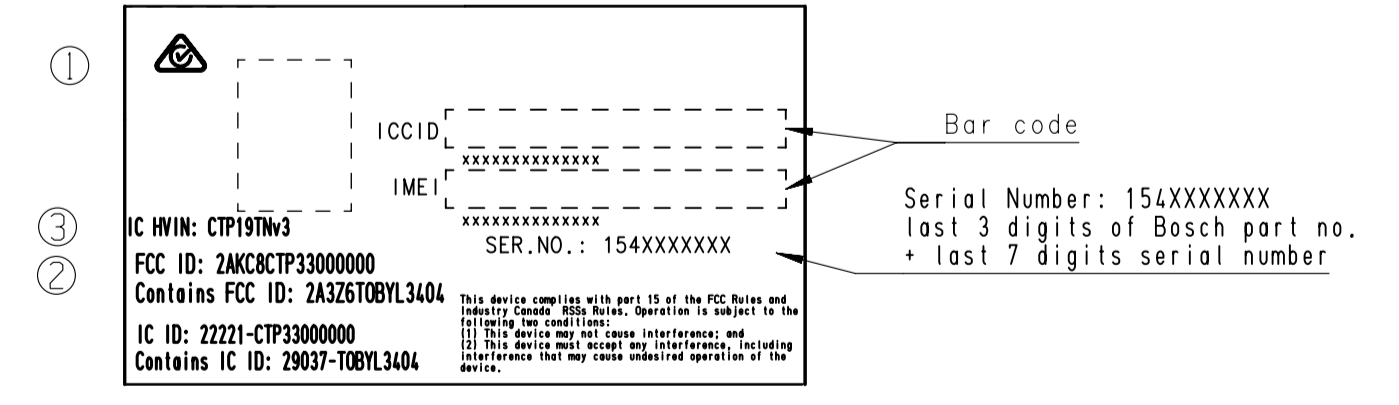 ①
ICCID
Bar code
xxxxxxxxxxxxxx
IMEI
xxxxxxxxxxxxxx
Serial Number: 154XXXXXXX
last 3 digits of Bosch part no.
+ last 7 digits serial number
③
IC HVIN: CTP19TNv3
SER.NO.: 154XXXXXXX
②
FCC ID: 2AKC8CTP33000000
Contains FCC ID: 2A3Z6TOBYL3404
IC ID: 22221-CTP33000000
Contains IC ID: 29037-TOBYL3404
This device complies with part 15 of the FCC Rules and
Industry Canada RSSs Rules. Operation is subject to the
following two conditions:
(1) This device may not cause interference; and
(2) This device must accept any interference, including
interference that may cause undesired operation of the
device.